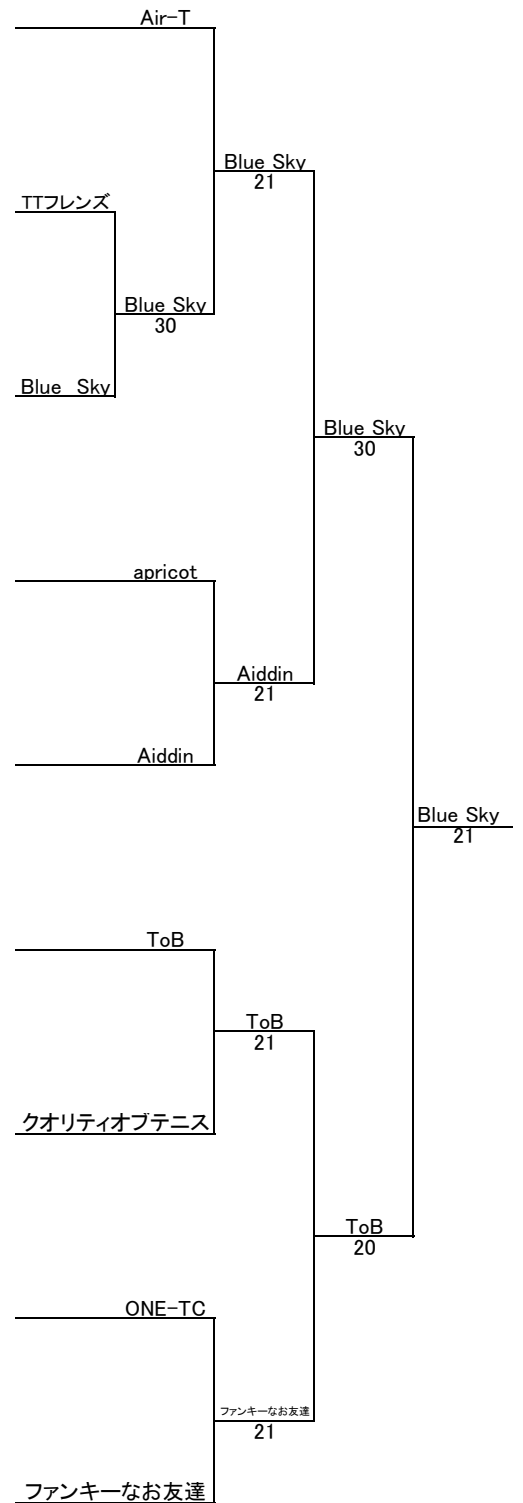 Air-T
Blue Sky
21
TTフレンズ
Blue Sky
30
Blue　Sky
Blue Sky
30
apricot
Aiddin
21
Aiddin
Blue Sky
21
ToB
ToB
21
クオリティオブテニス
ToB
20
ONE-TC
ファンキーなお友達
21
ファンキーなお友達